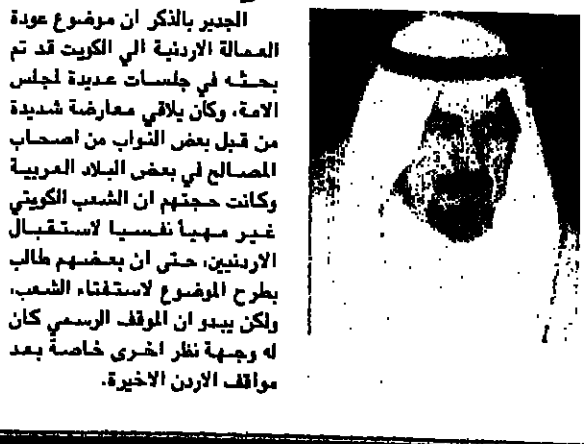 الجدير بالذكر ان موضوع عودة
العمالة الاردنية الي الكويت قد تم
بحثه في جلسات عديدة لمجلس
الامة، وكان يلاقي معارضة شديدة
من قبل بعض النواب من اصحاب
المصالح في بعض البلاد العربية
وكانت حجتهم ان الشعب الكويتي
غير مهيأ نفسيا لاستقبال
الاردنيين، حتى ان بعضهم طالب
بطرح الموضوع لاستفتاء الشعب،
ولكن يبدو ان الموقف الرسمي كان
له وجهة نظر اخرى خاصة بعد
مواقف الاردن الاخيرة.